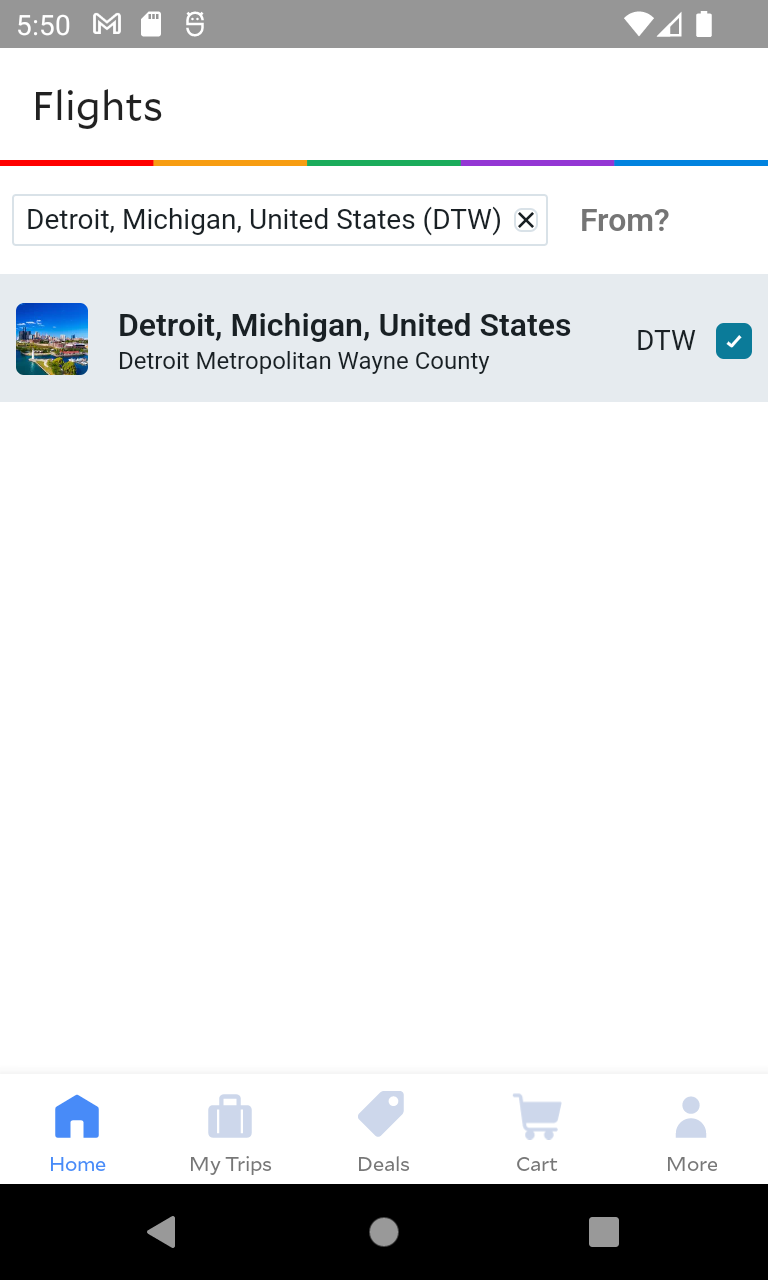 5:50
Flights
Detroit, Michigan, United States (DTW)
From?
Detroit, Michigan, United States
Detroit Metropolitan Wayne County
DTW
Home
My Trips
Deals
Cart
More